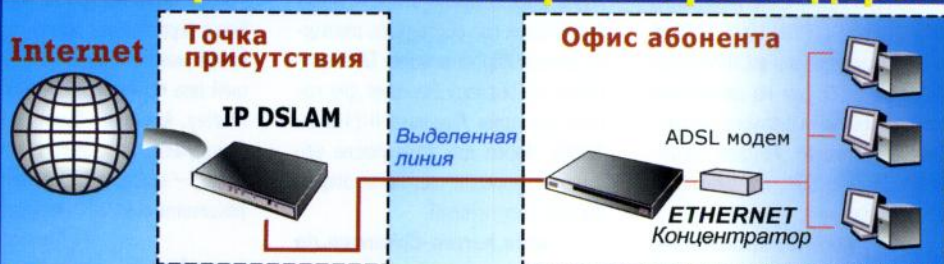 Internet
Точка
присутствия
IP DSLAM
Выделенная
линия
Офис абонента
ADSL модем
ETHERNET
Концентратор